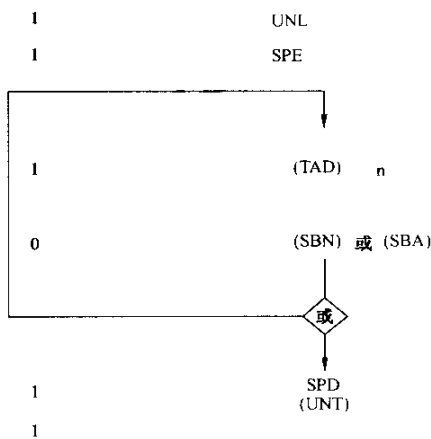 1 UNL
1 SPE
1 (TAD) n
0 (SBN) 或 (SBA)
或
1 SPD
(UNT)
1